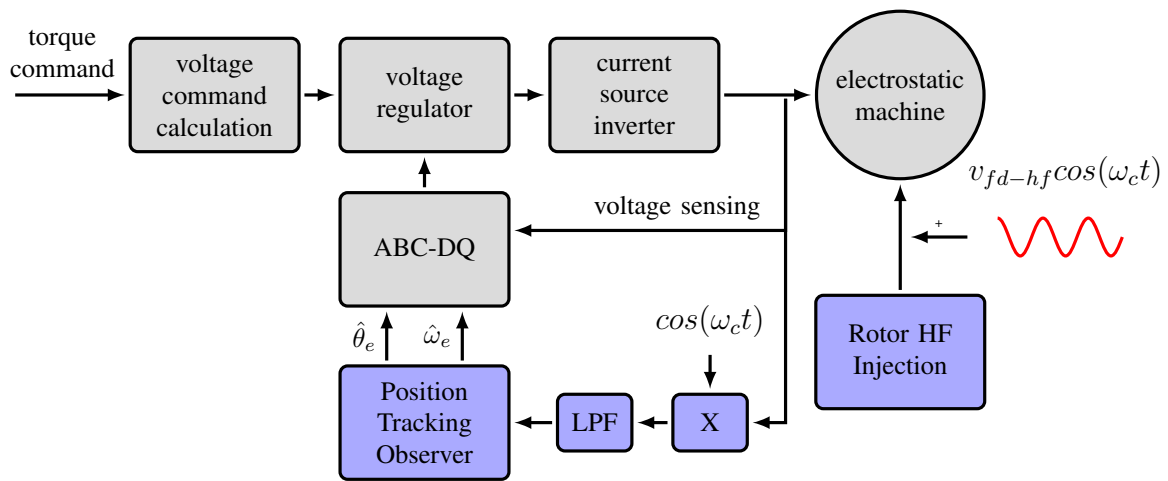 torque
command
voltage
command
calculation
voltage
regulator
current
source
inverter
electrostatic
machine
v_{fd-hf}cos(ω_c t)
voltage sensing
+
ABC-DQ
θ̂_e
ω̂_e
cos(ω_c t)
Rotor HF
Injection
Position
Tracking
Observer
LPF
X